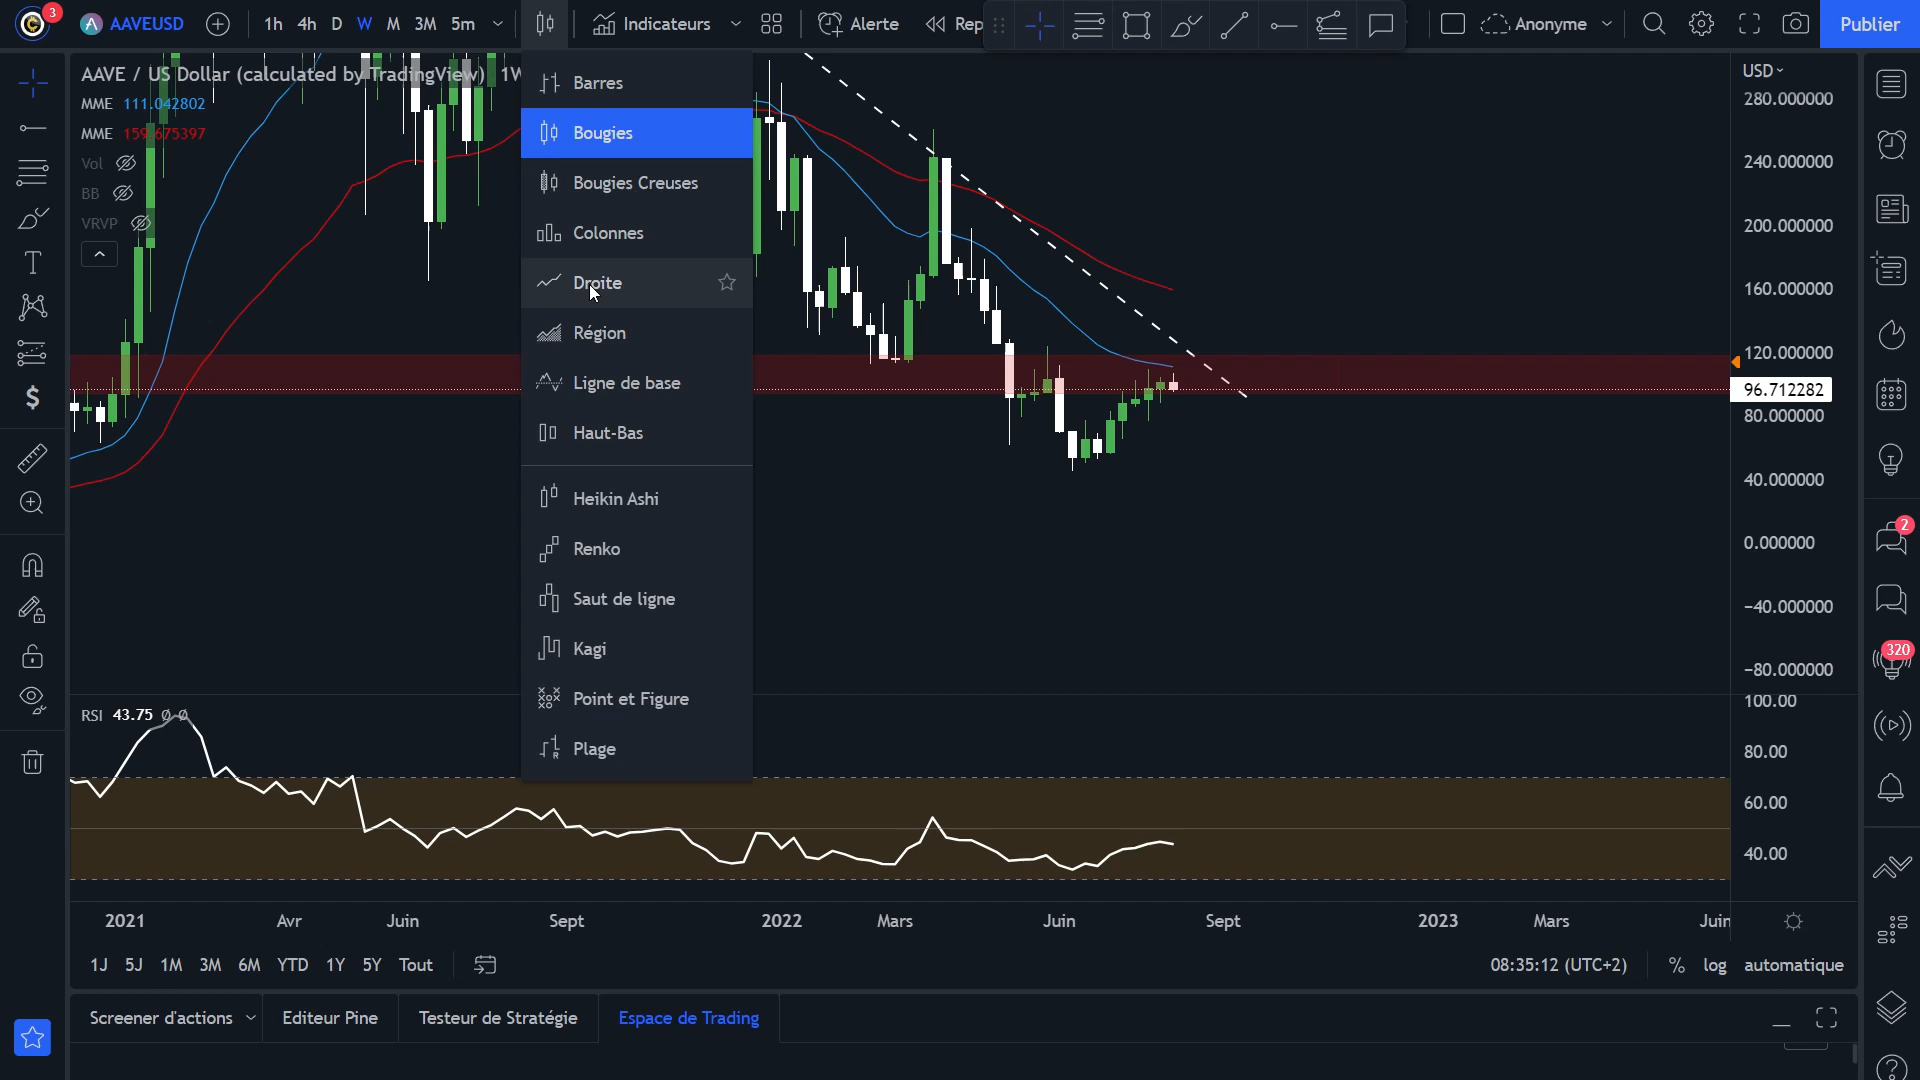 3
AAVEUSD
1h 4h D W M 3M 5m
Indicateurs
Alerte
Rep
Anonyme
Publier
AAVE / US Dollar (calculated by TradingView) 1W
MME 111.042802
MME 159.675397
Vol
BB
VRVP
Barres
Bougies
Bougies Creuses
Colonnes
Droite
Région
Ligne de base
Haut-Bas
Heikin Ashi
Renko
Saut de ligne
Kagi
Point et Figure
Plage
USD
280.000000
240.000000
200.000000
160.000000
120.000000
96.712282
80.000000
40.000000
0.000000
−40.000000
−80.000000
2
320
RSI 43.75 Ø Ø
100.00
80.00
60.00
40.00
2021 Avr Juin Sept 2022 Mars Juin Sept 2023 Mars Juin
1J 5J 1M 3M 6M YTD 1Y 5Y Tout
08:35:12 (UTC+2) % log automatique
Screener d'actions Editeur Pine Testeur de Stratégie Espace de Trading